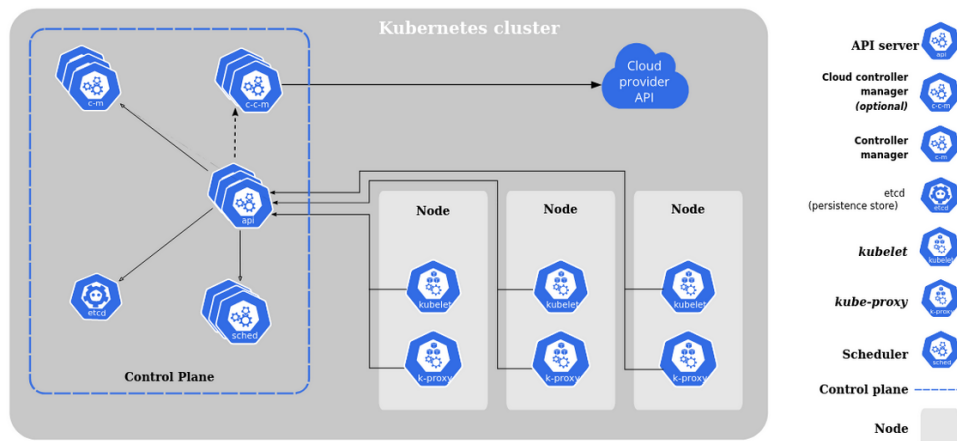 Kubernetes cluster
c-m
c-c-m
Cloud
provider
API
api
Node
Node
Node
etcd
sched
kubelet
kubelet
kubelet
k-proxy
k-proxy
k-proxy
Control Plane
API server
api
Cloud controller
manager
(optional)
c-c-m
Controller
manager
c-m
etcd
(persistence store)
etcd
kubelet
kubelet
kube-proxy
k-proxy
Scheduler
sched
Control plane
Node